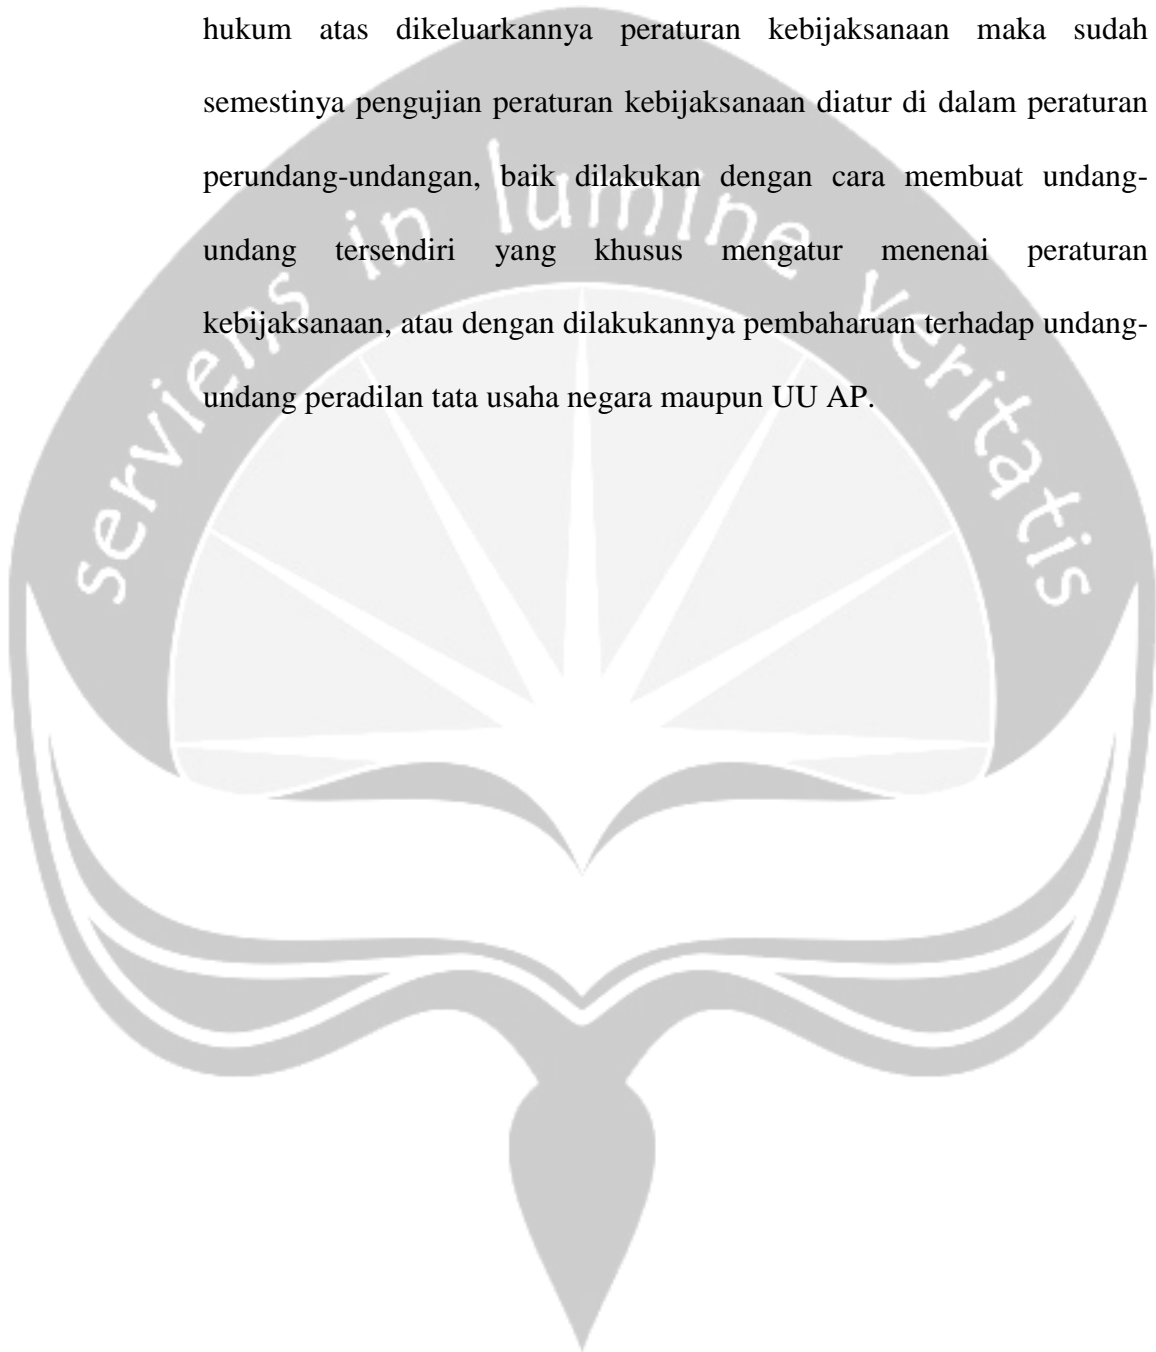 hukum atas dikeluarkannya peraturan kebijaksanaan maka sudah
semestinya pengujian peraturan kebijaksanaan diatur di dalam peraturan
perundang-undangan, baik dilakukan dengan cara membuat undang-
undang tersendiri yang khusus mengatur menenai peraturan
kebijaksanaan, atau dengan dilakukannya pembaharuan terhadap undang-
undang peradilan tata usaha negara maupun UU AP.
serviens in lumine veritatis